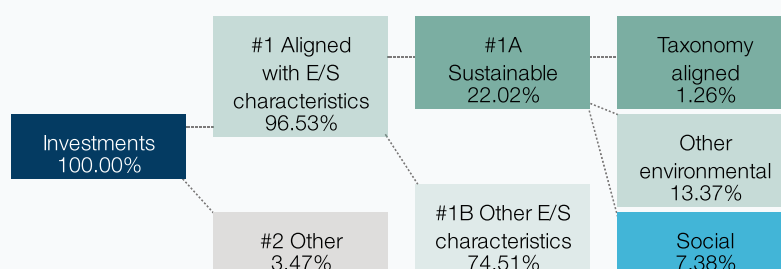 #1 Aligned
with E/S
characteristics
96.53%
#1A
Sustainable
22.02%
Taxonomy
aligned
1.26%
Investments
100.00%
Other
environmental
13.37%
#1B Other E/S
characteristics
74.51%
#2 Other
3.47%
Social
7.38%